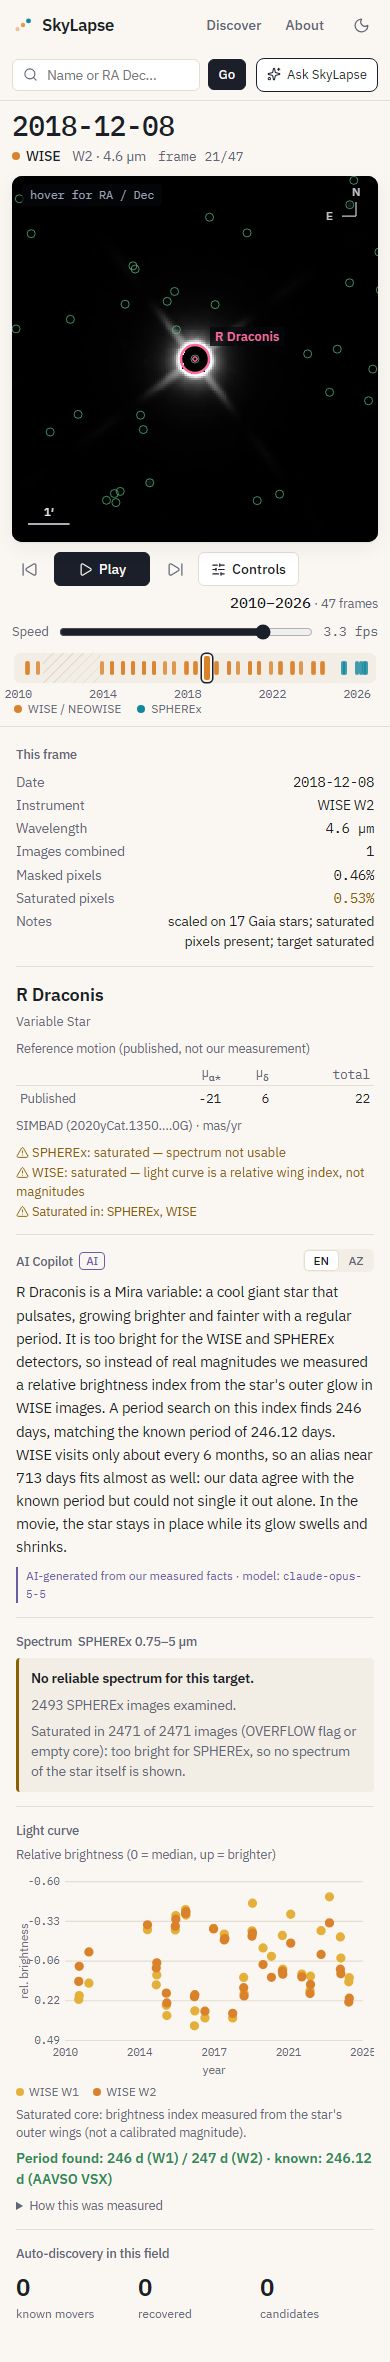 SkyLapse
Discover About
Name or RA Dec...
Go
Ask SkyLapse
2018-12-08
WISE W2 · 4.6 µm frame 21/47
hover for RA / Dec
N
E
R Draconis
1′
Play
Controls
2010–2026 · 47 frames
Speed 3.3 fps
2010 2014 2018 2022 2026
WISE / NEOWISE SPHEREx
This frame
Date 2018-12-08
Instrument WISE W2
Wavelength 4.6 µm
Images combined 1
Masked pixels 0.46%
Saturated pixels 0.53%
Notes scaled on 17 Gaia stars; saturated
pixels present; target saturated
R Draconis
Variable Star
Reference motion (published, not our measurement)
μα* μδ total
Published -21 6 22
SIMBAD (2020yCat.1350....0G) · mas/yr
SPHEREx: saturated — spectrum not usable
WISE: saturated — light curve is a relative wing index, not
magnitudes
Saturated in: SPHEREx, WISE
AI Copilot AI EN AZ
R Draconis is a Mira variable: a cool giant star that
pulsates, growing brighter and fainter with a regular
period. It is too bright for the WISE and SPHEREx
detectors, so instead of real magnitudes we measured
a relative brightness index from the star's outer glow in
WISE images. A period search on this index finds 246
days, matching the known period of 246.12 days.
WISE visits only about every 6 months, so an alias near
713 days fits almost as well: our data agree with the
known period but could not single it out alone. In the
movie, the star stays in place while its glow swells and
shrinks.
AI-generated from our measured facts · model: claude-opus-
5-5
Spectrum SPHEREx 0.75–5 µm
No reliable spectrum for this target.
2493 SPHEREx images examined.
Saturated in 2471 of 2471 images (OVERFLOW flag or
empty core): too bright for SPHEREx, so no spectrum
of the star itself is shown.
Light curve
Relative brightness (0 = median, up = brighter)
rel. brightness
-0.60
-0.33
-0.06
0.22
0.49
2010 2014 2017 2021 2025
year
WISE W1 WISE W2
Saturated core: brightness index measured from the star's
outer wings (not a calibrated magnitude).
Period found: 246 d (W1) / 247 d (W2) · known: 246.12
d (AAVSO VSX)
How this was measured
Auto-discovery in this field
0 0 0
known movers recovered candidates